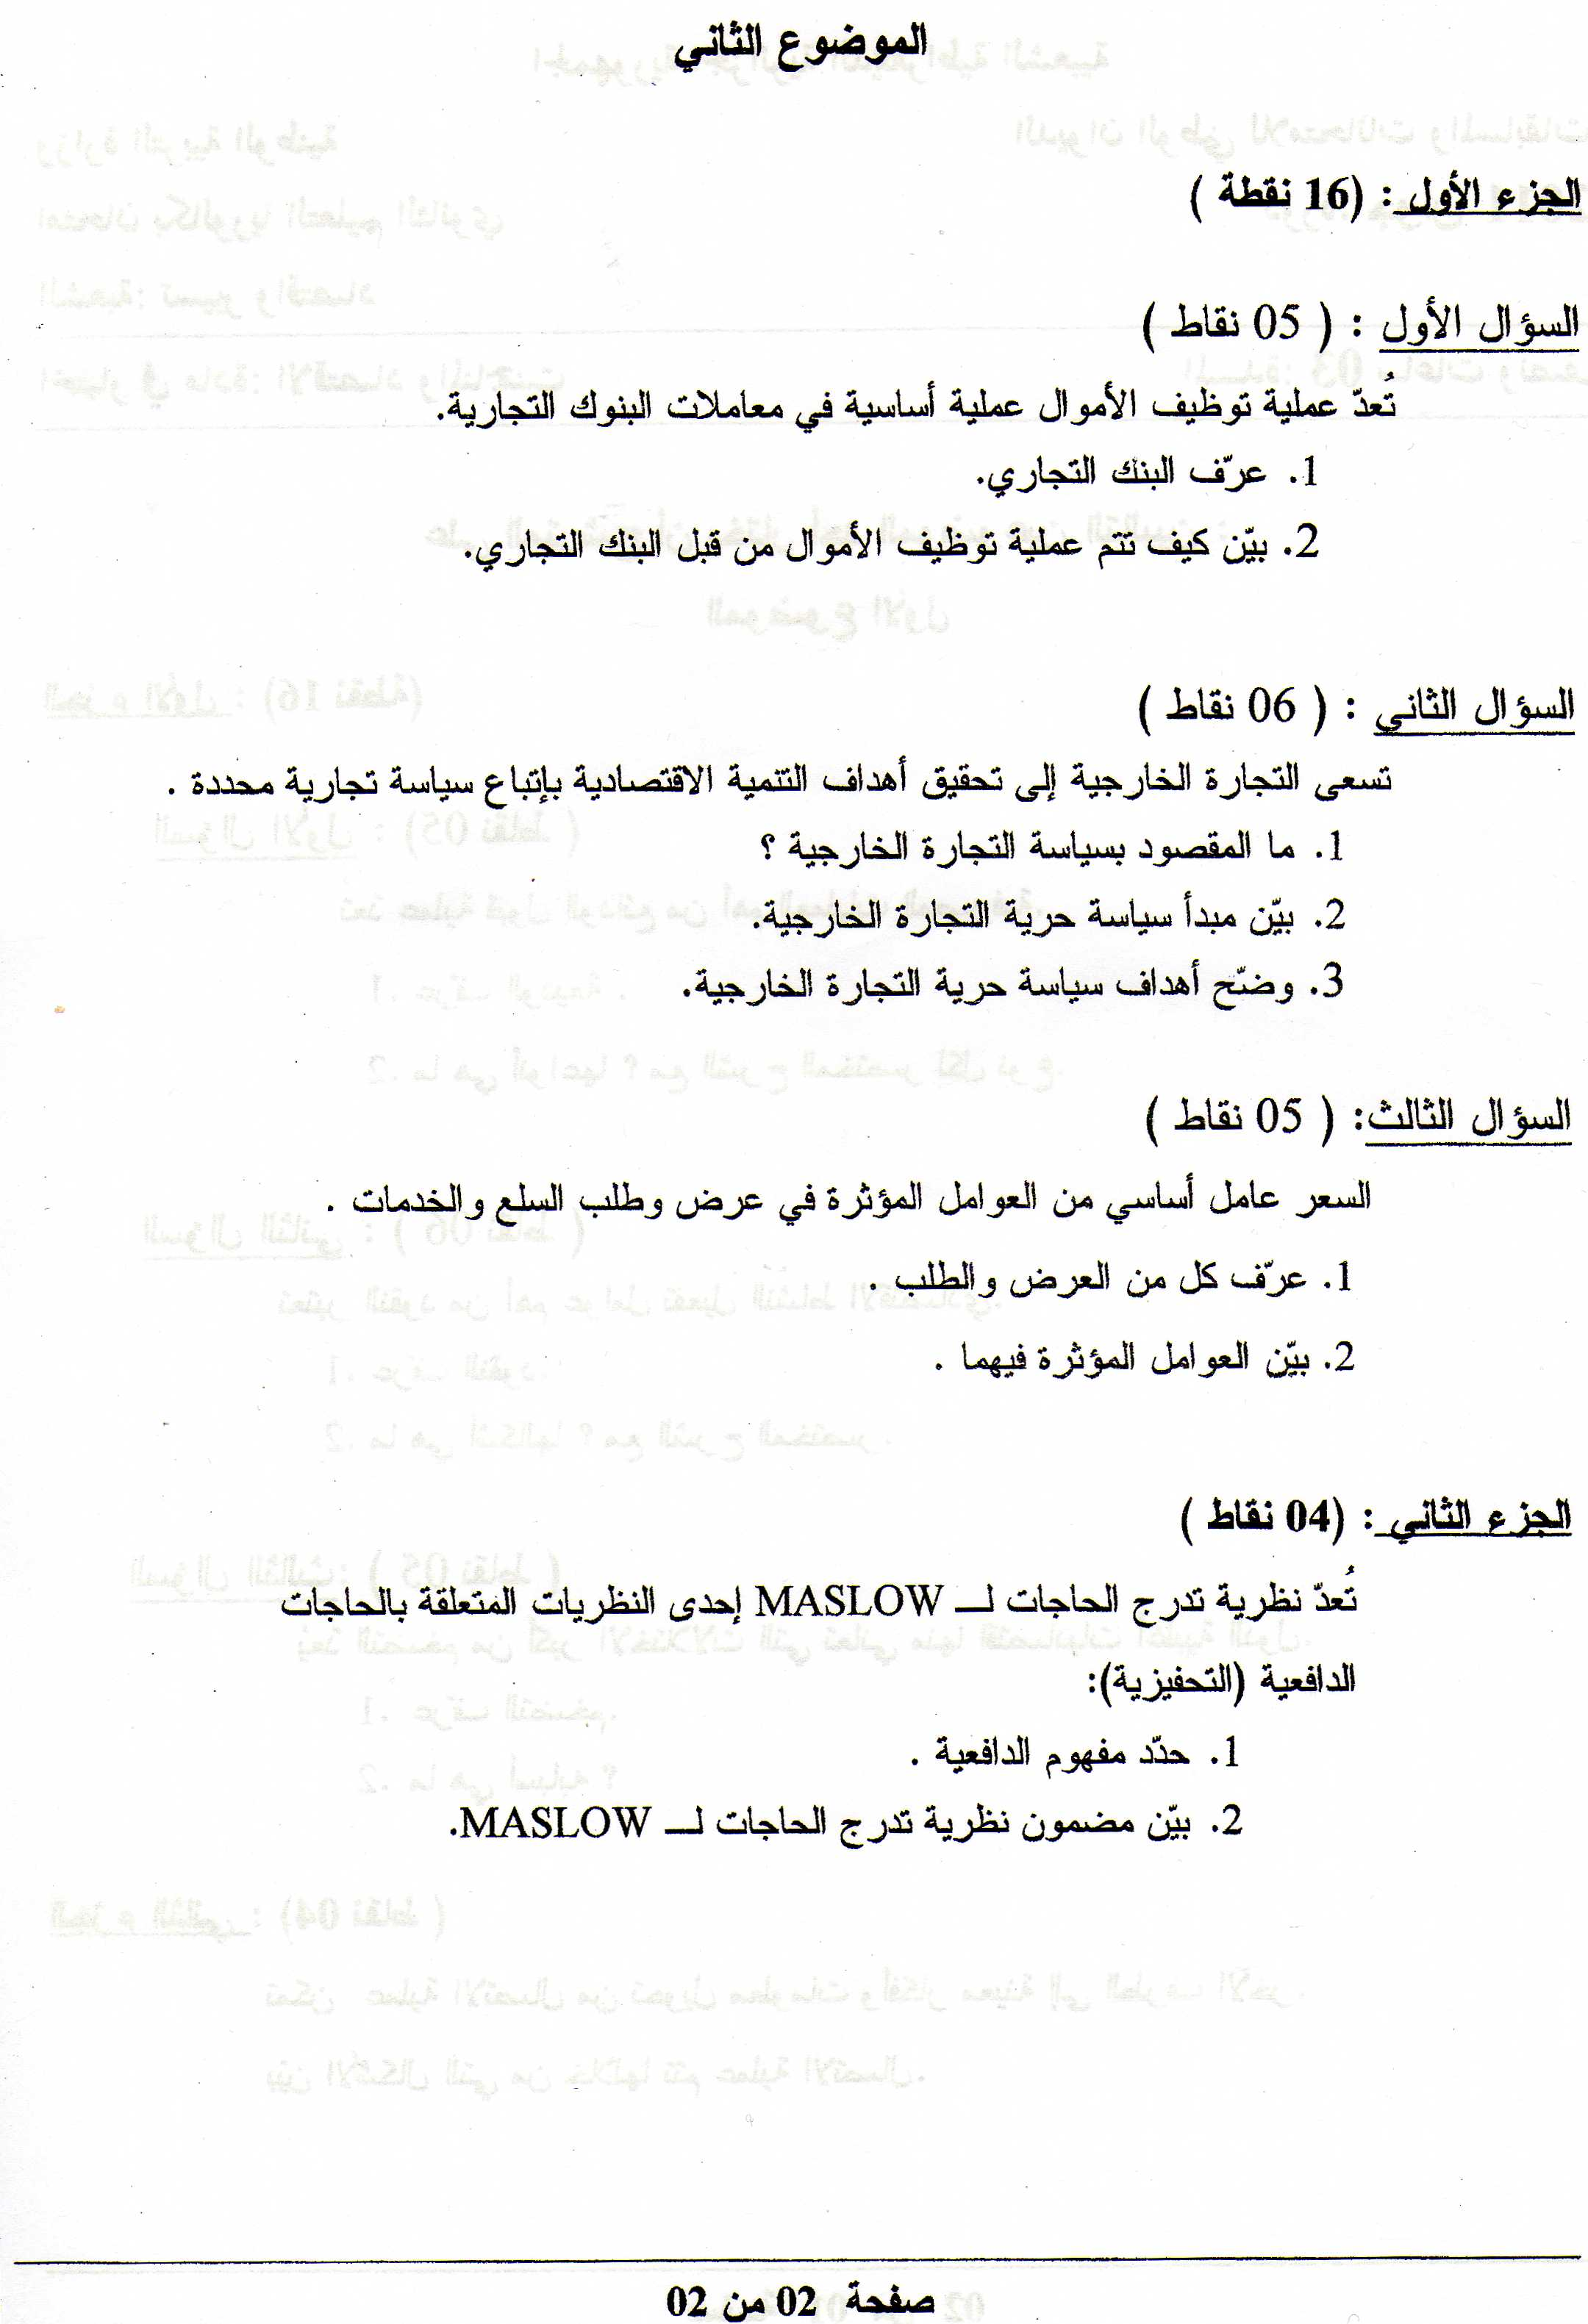 الموضوع الثاني
الجزء الأول : (16 نقطة )
السؤال الأول : ( 05 نقاط )
تُعدّ عملية توظيف الأموال عملية أساسية في معاملات البنوك التجارية.
1. عرّف البنك التجاري.
2. بيّن كيف تتم عملية توظيف الأموال من قبل البنك التجاري.
السؤال الثاني : ( 06 نقاط )
تسعى التجارة الخارجية إلى تحقيق أهداف التنمية الاقتصادية بإتباع سياسة تجارية محددة .
1. ما المقصود بسياسة التجارة الخارجية ؟
2. بيّن مبدأ سياسة حرية التجارة الخارجية.
3. وضّح أهداف سياسة حرية التجارة الخارجية.
السؤال الثالث: ( 05 نقاط )
السعر عامل أساسي من العوامل المؤثرة في عرض وطلب السلع والخدمات .
1. عرّف كل من العرض والطلب .
2. بيّن العوامل المؤثرة فيهما .
الجزء الثاني : (04 نقاط )
تُعدّ نظرية تدرج الحاجات لــ MASLOW إحدى النظريات المتعلقة بالحاجات
الدافعية (التحفيزية):
1. حدّد مفهوم الدافعية .
2. بيّن مضمون نظرية تدرج الحاجات لــ MASLOW.
صفحة 02 من 02